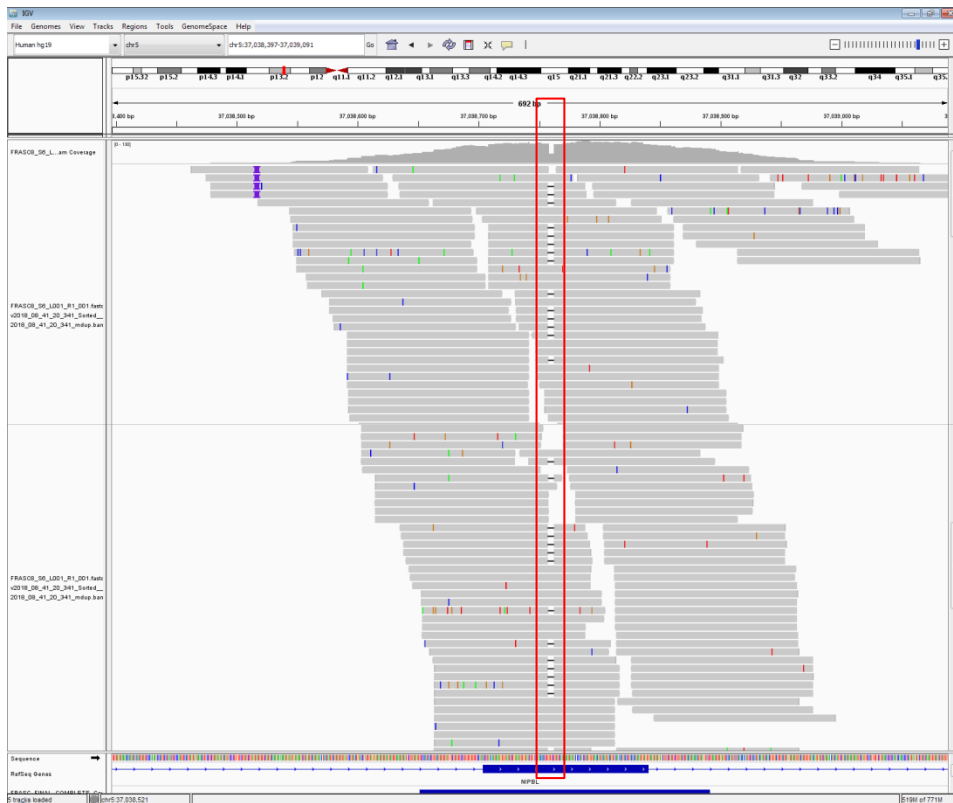 IGV
File Genomes View Tracks Regions Tools GenomeSpace Help
Human hg19 chr5 chr5:37,038,397-37,039,091 Go
p15.32 p15.2 p14.3 p14.1 p13.2 p12 q11.1 q11.2 q12.1 q13.1 q13.3 q14.2 q14.3 q15 q21.1 q21.3 q22.2 q23.1 q23.2 q31.1 q31.3 q32 q33.2 q34 q35.1
692 bp
37,038,500 bp 37,038,600 bp 37,038,700 bp 37,038,800 bp 37,038,900 bp 37,039,000 bp
FRASC8_S6_L...am Coverage
[0 - 130]
FRASC8_S6_L001_R1_001.fastq
v2018_08_41_20_341_Sorted_
2018_08_41_20_341_mdup.bam
FRASC8_S6_L001_R1_001.fastq
v2018_08_41_20_341_Sorted_
2018_08_41_20_341_mdup.bam
Sequence
RefSeq Genes
NIPBL
5 tracks loaded chr5:37,038,521 519M of 771M